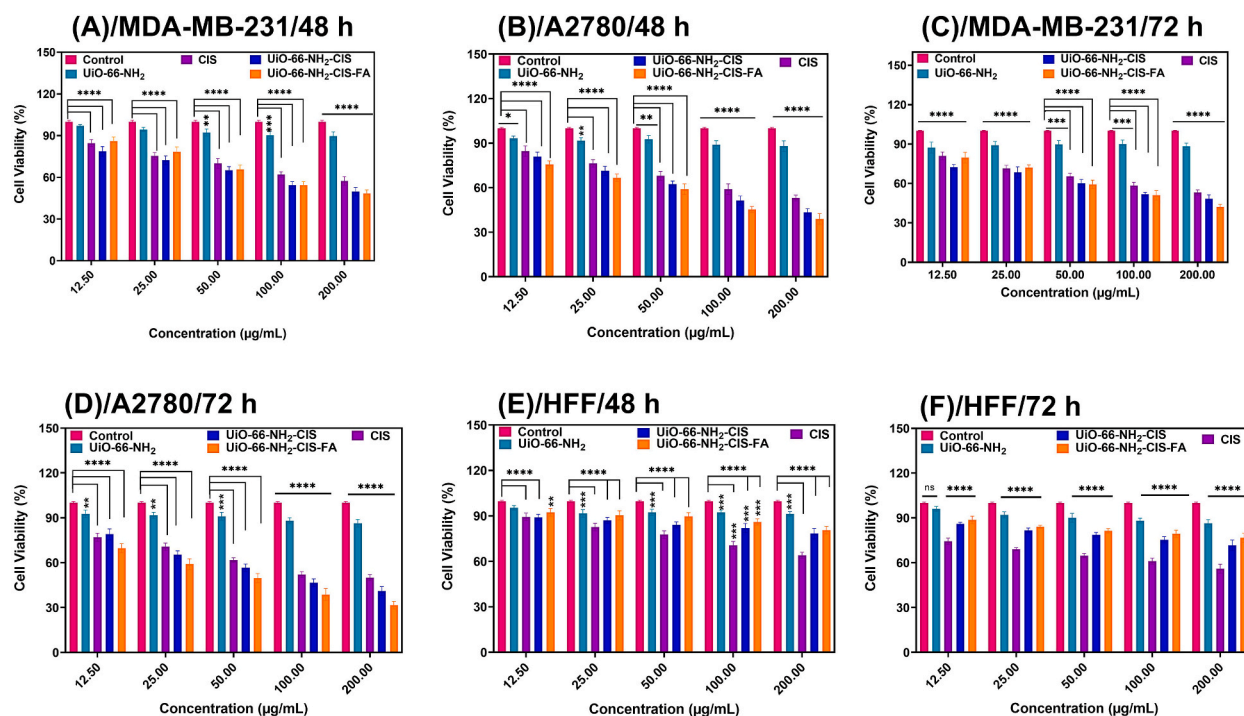 (A)/MDA-MB-231/48 h
Control CIS UiO-66-NH2-CIS
UiO-66-NH2 UiO-66-NH2-CIS-FA
**** **** **** **** ****
** ***
150
120
90
60
30
0
Cell Viability (%)
12.50 25.00 50.00 100.00 200.00
Concentration (µg/mL)
(B)/A2780/48 h
Control UiO-66-NH2-CIS CIS
UiO-66-NH2 UiO-66-NH2-CIS-FA
**** **** **** **** ****
* ** **
150
120
90
60
30
0
Cell Viability (%)
12.50 25.00 50.00 100.00 200.00
Concentration (µg/mL)
(C)/MDA-MB-231/72 h
Control UiO-66-NH2-CIS CIS
UiO-66-NH2 UiO-66-NH2-CIS-FA
**** **** **** **** ****
*** ***
150
120
90
60
30
0
Cell Viability (%)
12.50 25.00 50.00 100.00 200.00
Concentration (µg/mL)
(D)/A2780/72 h
Control UiO-66-NH2-CIS CIS
UiO-66-NH2 UiO-66-NH2-CIS-FA
**** **** **** **** ****
** ** ***
150
120
90
60
30
0
Cell Viability (%)
12.50 25.00 50.00 100.00 200.00
Concentration (µg/mL)
(E)/HFF/48 h
Control UiO-66-NH2-CIS CIS
UiO-66-NH2 UiO-66-NH2-CIS-FA
**** **** **** **** ****
** *** *** *** *** *** *** ***
150
120
90
60
30
0
Cell Viability (%)
12.50 25.00 50.00 100.00 200.00
Concentration (µg/mL)
(F)/HFF/72 h
Control UiO-66-NH2-CIS CIS
UiO-66-NH2 UiO-66-NH2-CIS-FA
ns **** **** **** **** ****
150
120
90
60
30
0
Cell Viability (%)
12.50 25.00 50.00 100.00 200.00
Concentration (µg/mL)